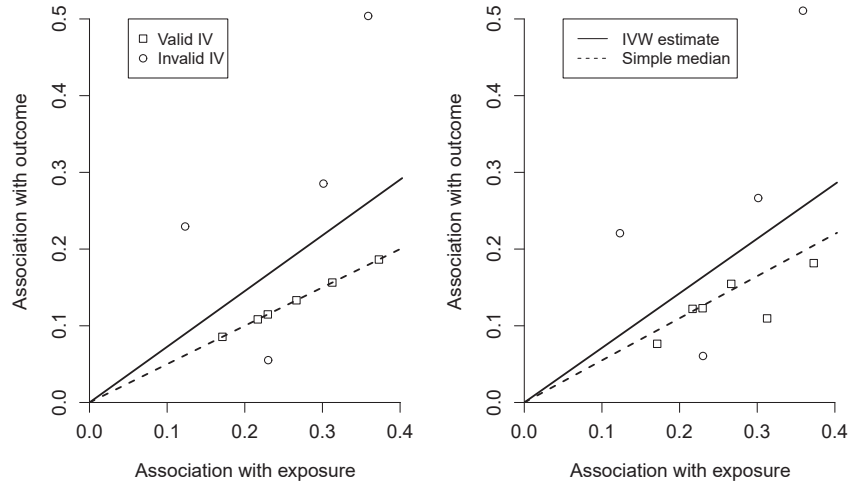 0.5
0.4
0.3
0.2
0.1
0.0
Association with outcome
Valid IV
Invalid IV
0.0 0.1 0.2 0.3 0.4
Association with exposure
0.5
0.4
0.3
0.2
0.1
0.0
Association with outcome
IVW estimate
Simple median
0.0 0.1 0.2 0.3 0.4
Association with exposure